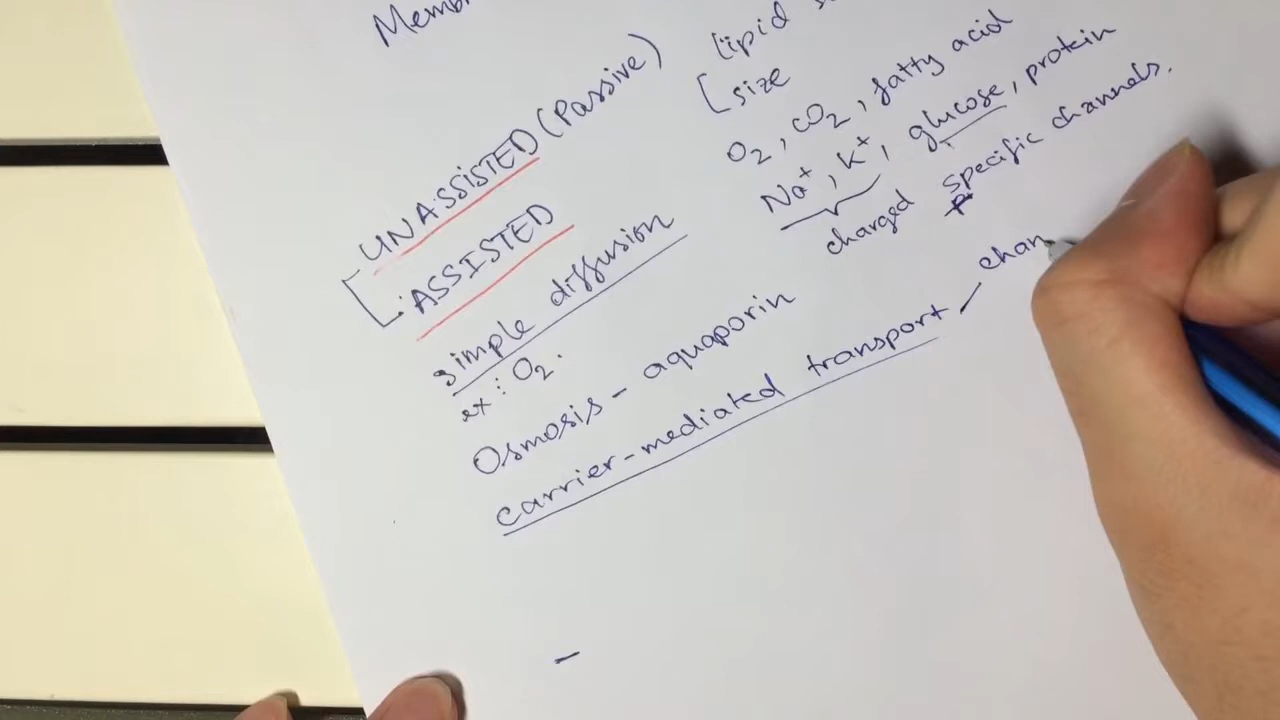 UNASSISTED (Passive)
ASSISTED
simple diffusion
ex: O2.
Osmosis - aquaporin
carrier-mediated transport
chan
lipid
size
O2, CO2, fatty acid
Na+, K+, glucose, protein
charged specific channels.